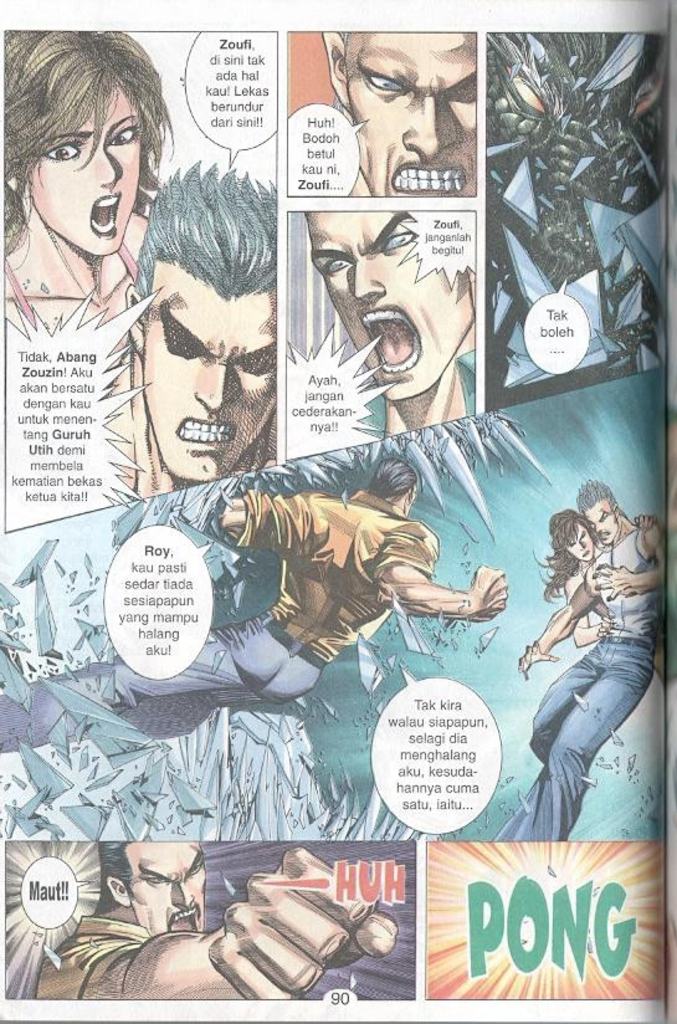 Zoufi,
di sini tak
ada hal
kau! Lekas
berundur
dari sini!!
Tidak, Abang
Zouzin! Aku
akan bersatu
dengan kau
untuk menen-
tang Guruh
Utih demi
membela
kematian bekas
ketua kita!!
Huh!
Bodoh
betul
kau ni,
Zoufi....
Zoufi,
janganlah
begitu!
Ayah,
jangan
cederakan-
nya!!
Tak
boleh
....
Roy,
kau pasti
sedar tiada
sesiapapun
yang mampu
halang
aku!
Tak kira
walau siapapun,
selagi dia
menghalang
aku, kesuda-
hannya cuma
satu, iaitu...
Maut!!
HUH
PONG
90